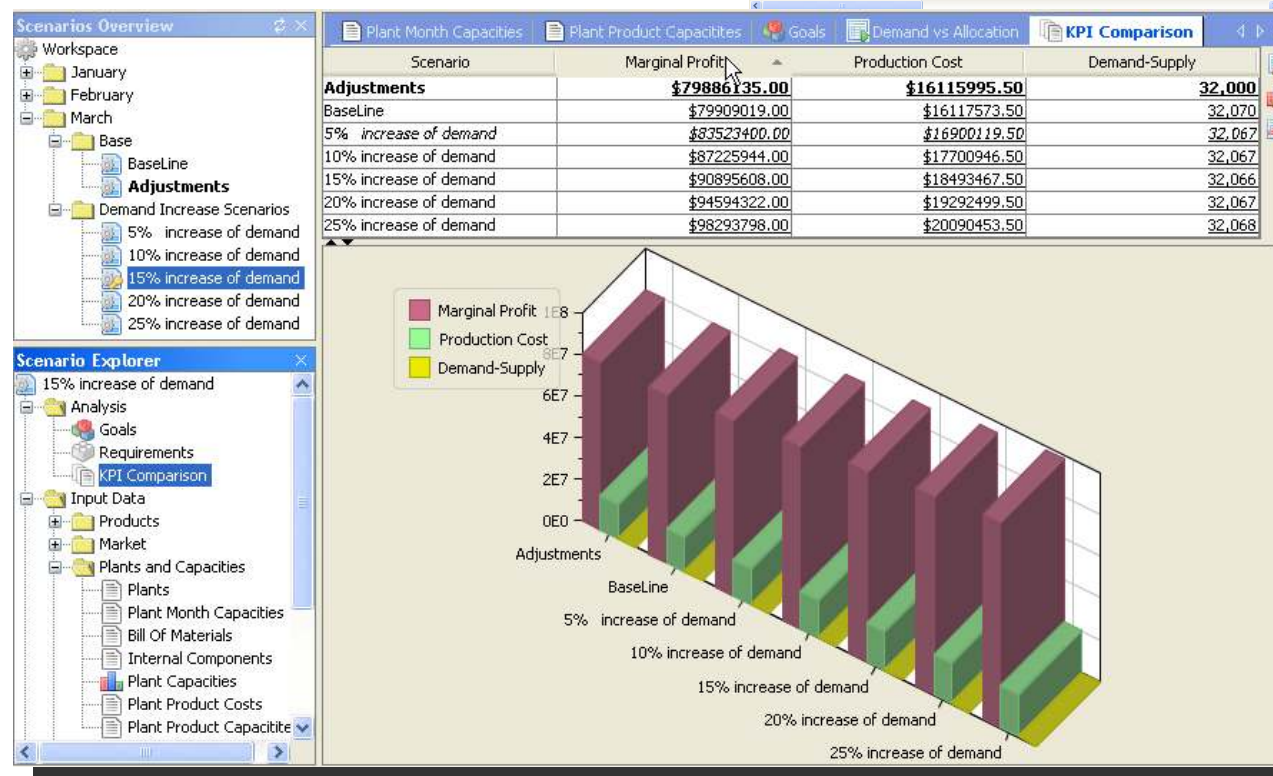 Scenarios Overview
Workspace
January
February
March
Base
BaseLine
Adjustments
Demand Increase Scenarios
5% increase of demand
10% increase of demand
15% increase of demand
20% increase of demand
25% increase of demand
Scenario Explorer
15% increase of demand
Analysis
Goals
Requirements
KPI Comparison
Input Data
Products
Market
Plants and Capacities
Plants
Plant Month Capacities
Bill Of Materials
Internal Components
Plant Capacities
Plant Product Costs
Plant Product Capacitite
Plant Month Capacities Plant Product Capacitites Goals Demand vs Allocation KPI Comparison
Scenario Marginal Profit Production Cost Demand-Supply
Adjustments $79886135.00 $16115995.50 32,000
BaseLine $79909019.00 $16117573.50 32,070
5% increase of demand $83523400.00 $16900119.50 32,067
10% increase of demand $87225944.00 $17700946.50 32,067
15% increase of demand $90895608.00 $18493467.50 32,066
20% increase of demand $94594322.00 $19292499.50 32,067
25% increase of demand $98293798.00 $20090453.50 32,068
Marginal Profit
Production Cost
Demand-Supply
1E8
8E7
6E7
4E7
2E7
0E0
Adjustments
BaseLine
5% increase of demand
10% increase of demand
15% increase of demand
20% increase of demand
25% increase of demand